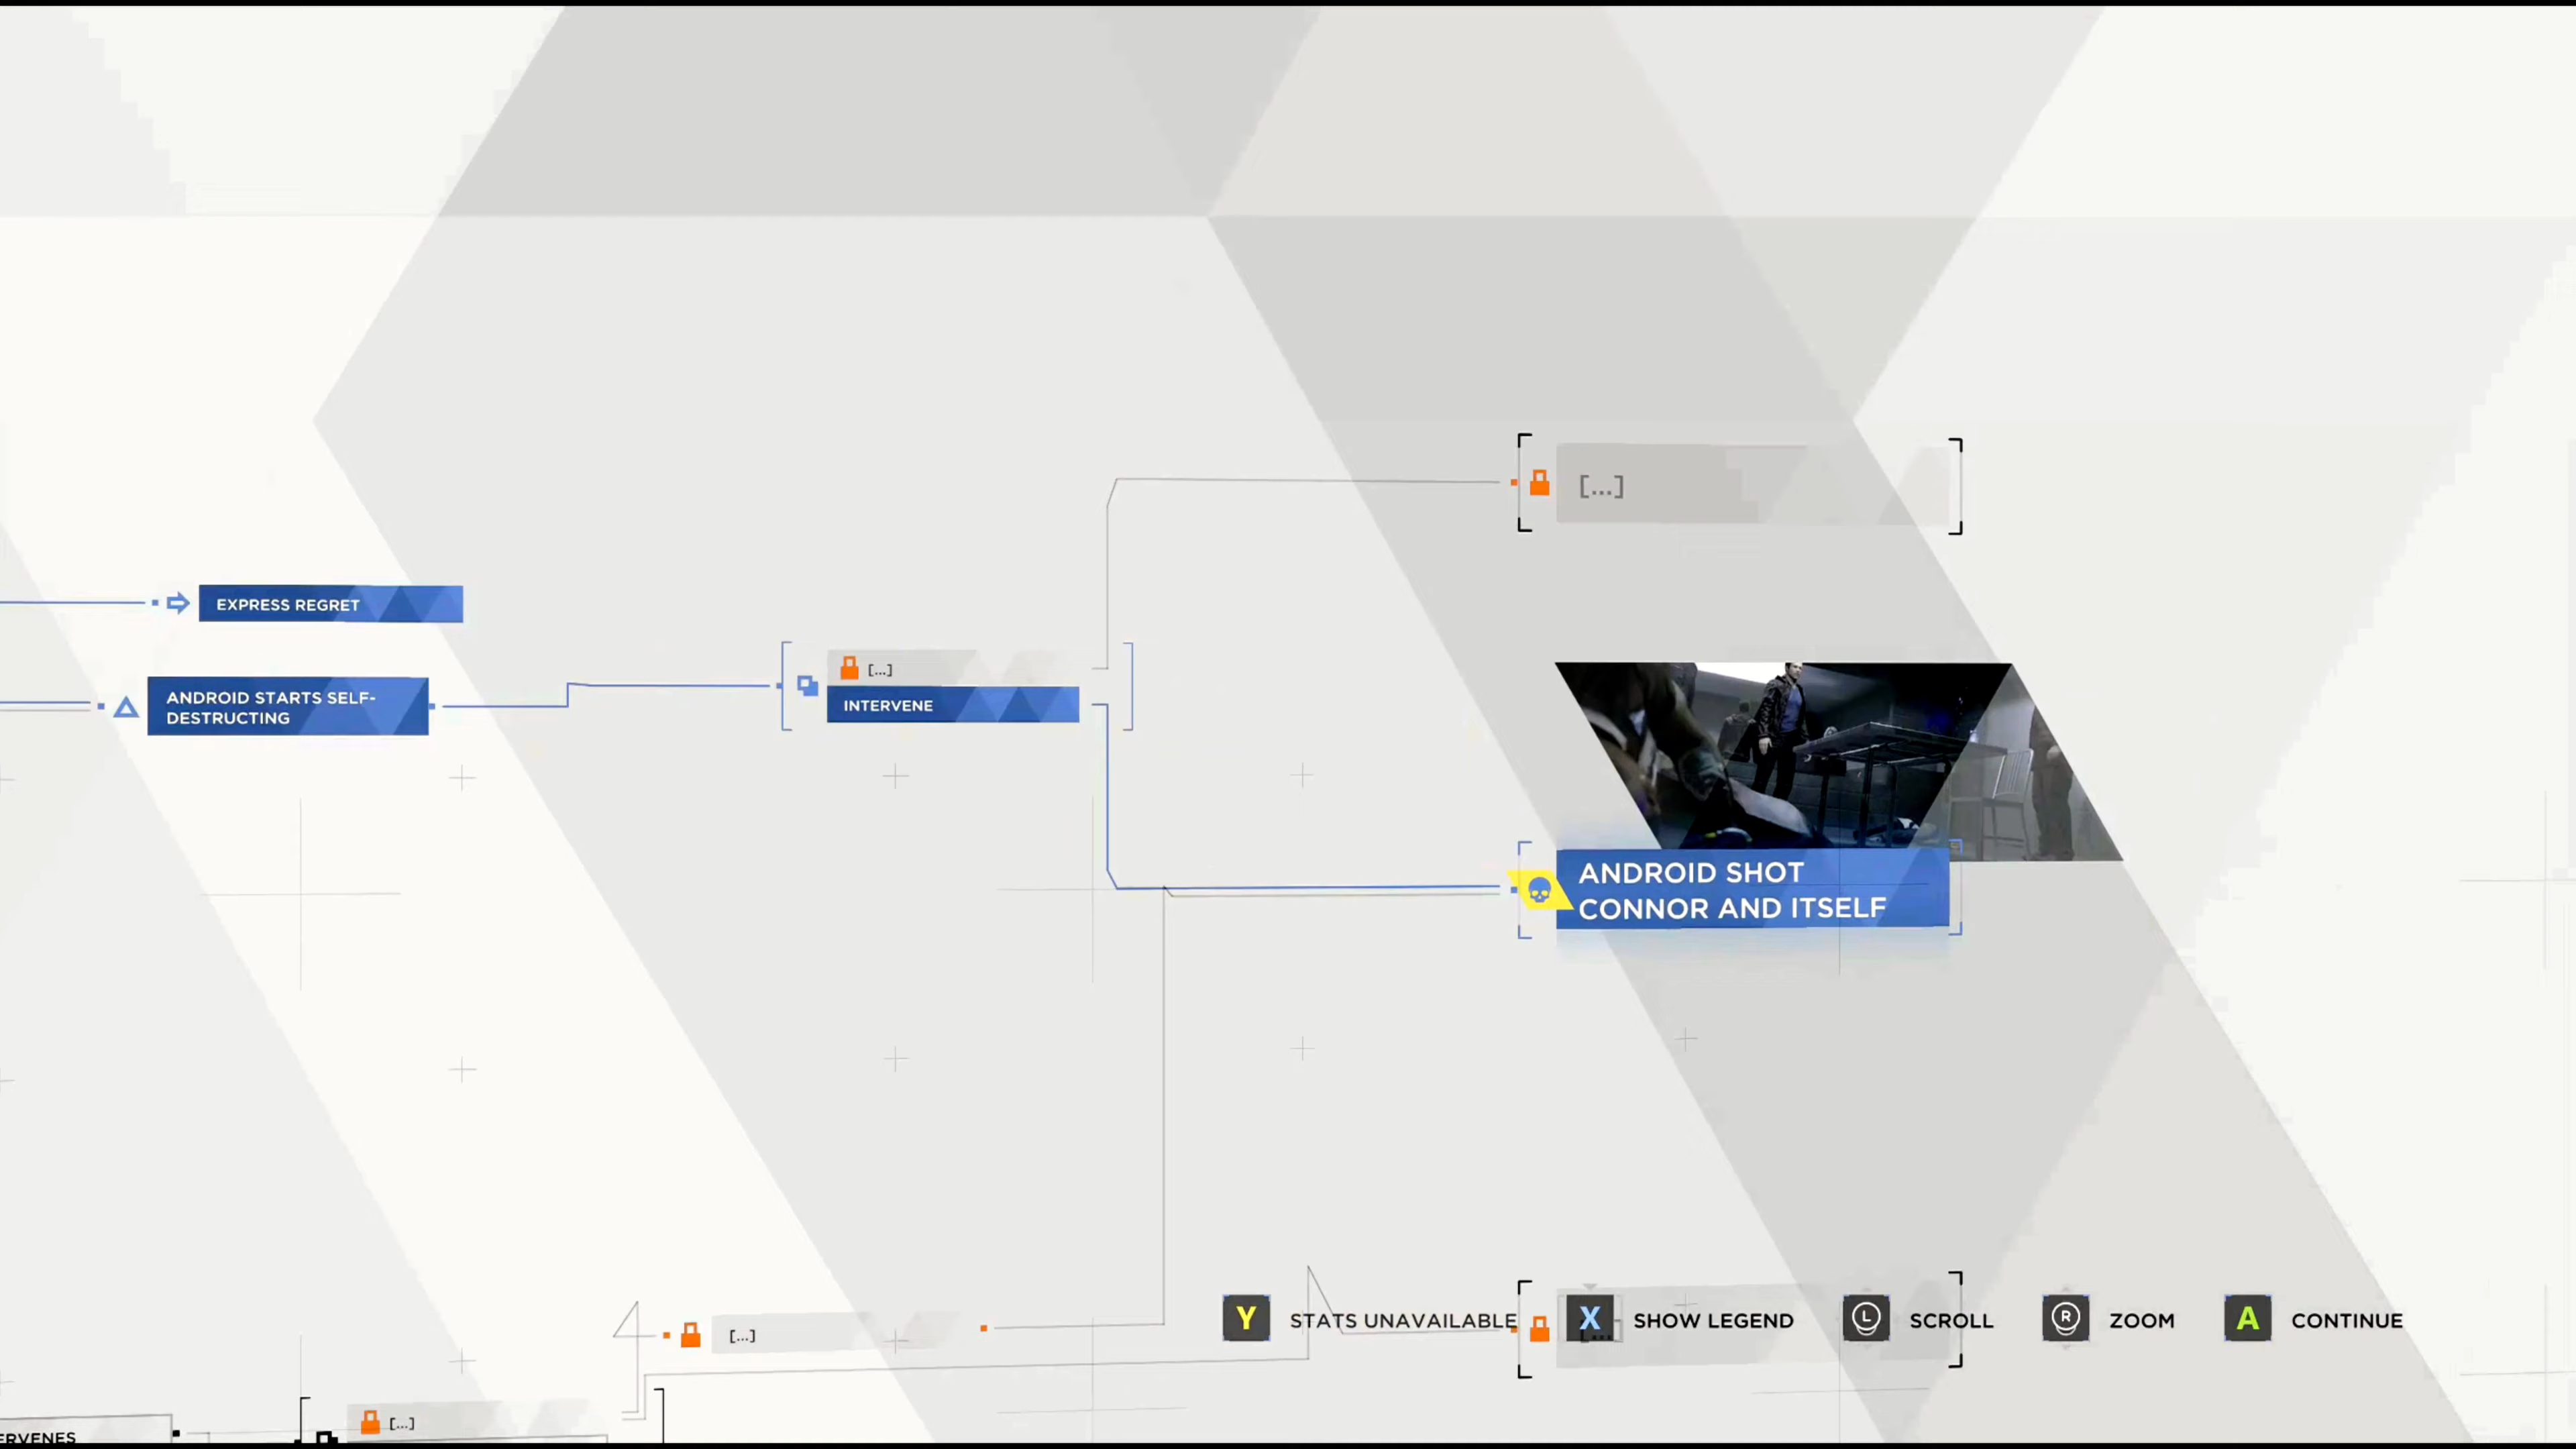 [...]
EXPRESS REGRET
[...]
ANDROID STARTS SELF-
DESTRUCTING
INTERVENE
ANDROID SHOT
CONNOR AND ITSELF
Y STATS UNAVAILABLE
X SHOW LEGEND
L SCROLL
R ZOOM
A CONTINUE
[...]
[...]
ERVENES